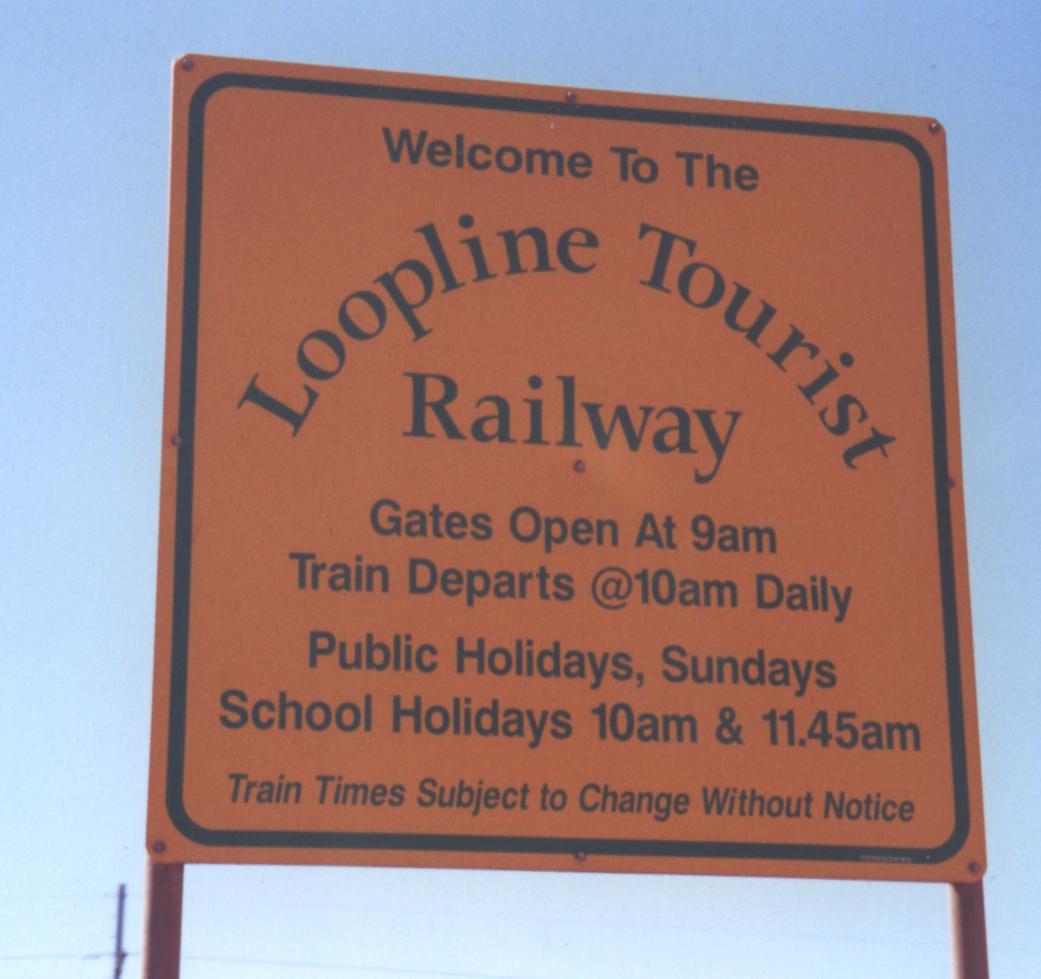 Welcome To The
Loopline Tourist
Railway
Gates Open At 9am
Train Departs @10am Daily
Public Holidays, Sundays
School Holidays 10am & 11.45am
Train Times Subject to Change Without Notice